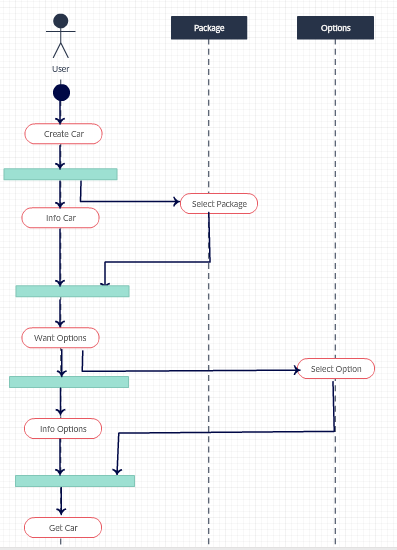 Package
Options
User
Create Car
Select Package
Info Car
Want Options
Select Option
Info Options
Get Car